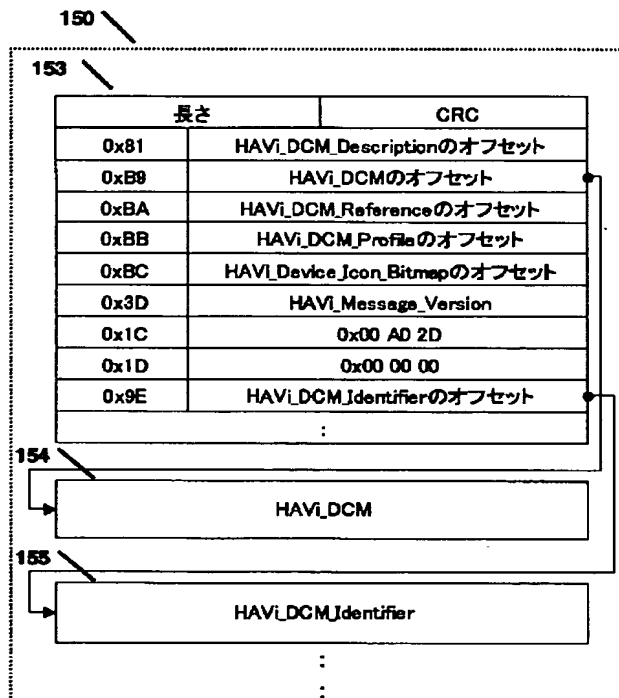 150
153
長さ CRC
0x81 HAVi_DCM_Descriptionのオフセット
0xB9 HAVi_DCMのオフセット
0xBA HAVi_DCM_Referenceのオフセット
0xBB HAVi_DCM_Profileのオフセット
0xBC HAVi_Device_Icon_Bitmapのオフセット
0x3D HAVi_Message_Version
0x1C 0x00 A0 2D
0x1D 0x00 00 00
0x9E HAVi_DCM_Identifierのオフセット
:
154
HAVi_DCM
155
HAVi_DCM_Identifier
:
: